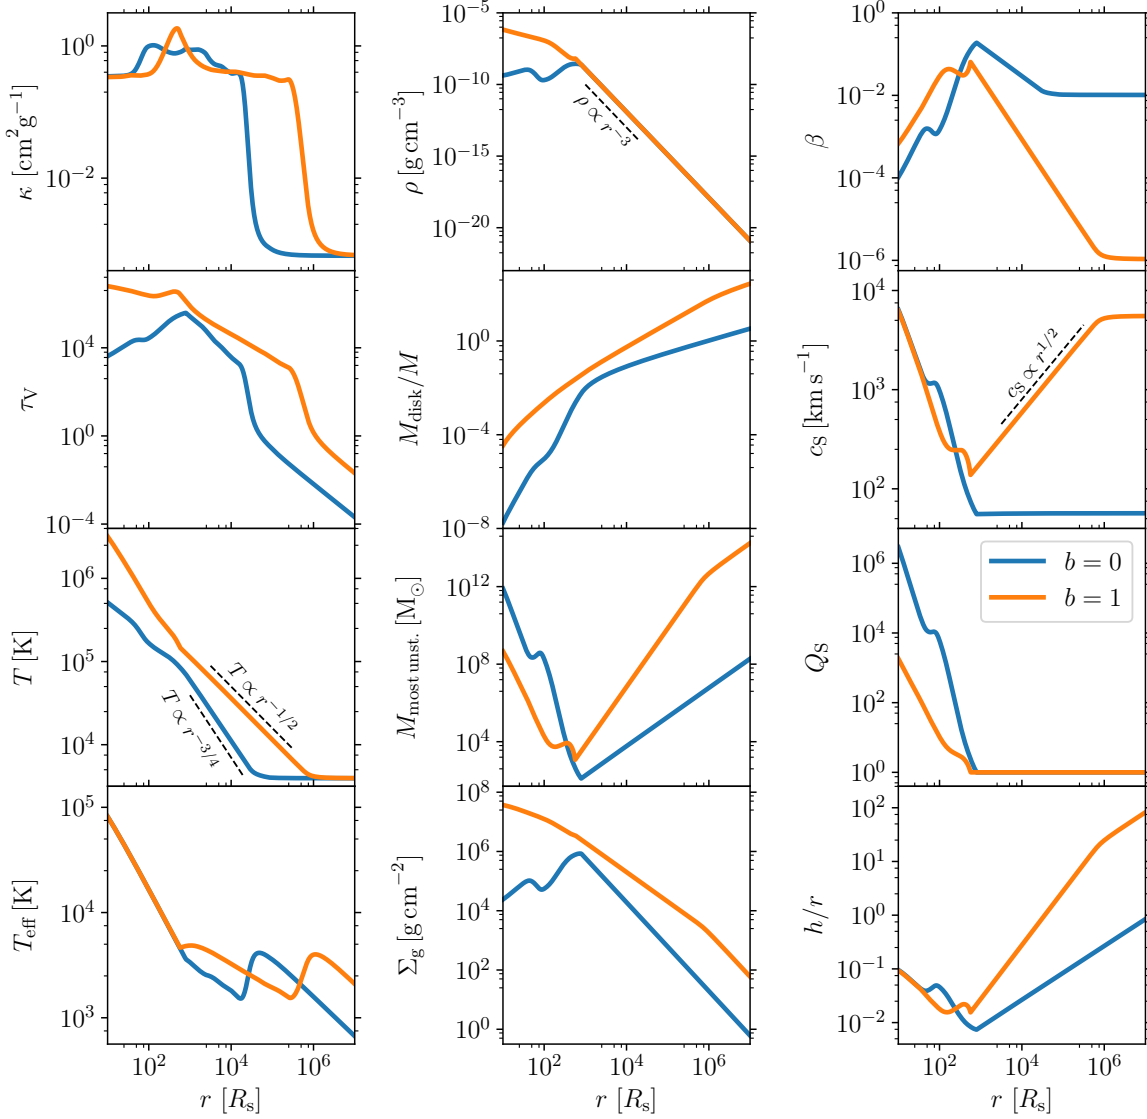 κ [cm²g⁻¹]
10⁰
10⁻²
ρ [g cm⁻³]
10⁻⁵
10⁻¹⁰
10⁻¹⁵
10⁻²⁰
ρ ∝ r⁻³
β
10⁻²
10⁻⁴
10⁻⁶
τ_V
10⁴
10⁰
10⁻⁴
M_disk/M
10⁰
10⁻⁴
10⁻⁸
c_S [km s⁻¹]
10⁴
10³
10²
c_S ∝ r^{1/2}
T [K]
10⁶
10⁵
10⁴
T ∝ r^{−1/2}
T ∝ r^{−3/4}
M_{most unst.} [M_⊙]
10¹²
10⁸
10⁴
Q_S
10⁶
10⁴
10²
10⁰
b = 0
b = 1
T_eff [K]
10⁵
10⁴
10³
10² 10⁴ 10⁶
r [R_s]
Σ_g [g cm⁻²]
10⁸
10⁶
10⁴
10²
10⁰
10² 10⁴ 10⁶
r [R_s]
h/r
10²
10¹
10⁰
10⁻¹
10⁻²
10² 10⁴ 10⁶
r [R_s]